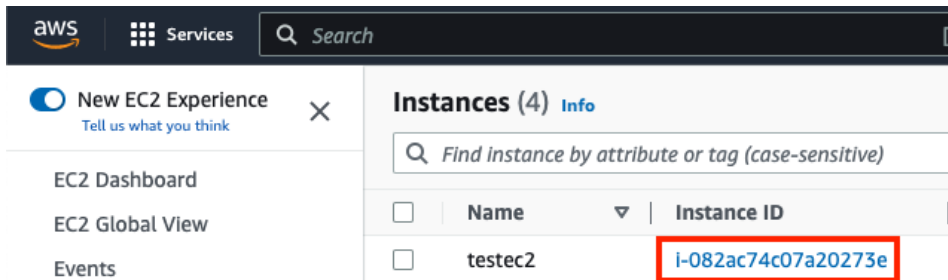 aws Services Search
New EC2 Experience
Tell us what you think
EC2 Dashboard
EC2 Global View
Events
Instances (4) Info
Find instance by attribute or tag (case-sensitive)
Name Instance ID
testec2 i-082ac74c07a20273e